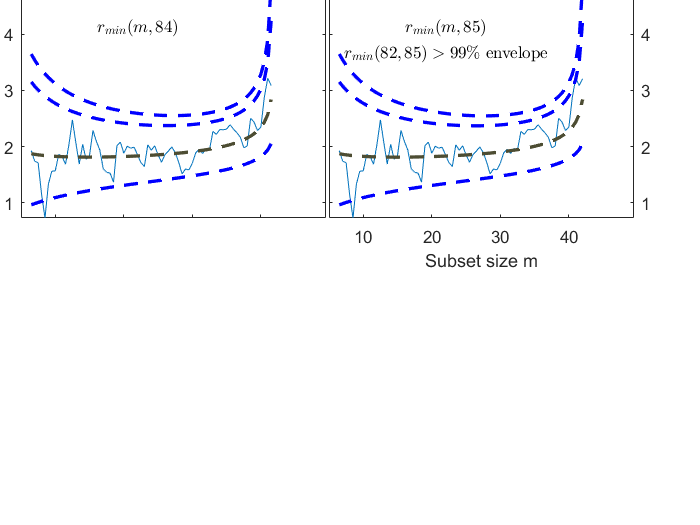 r_min(m, 84)
r_min(m, 85)
r_min(82, 85) > 99% envelope
4
3
2
1
4
3
2
1
10 20 30 40
Subset size m